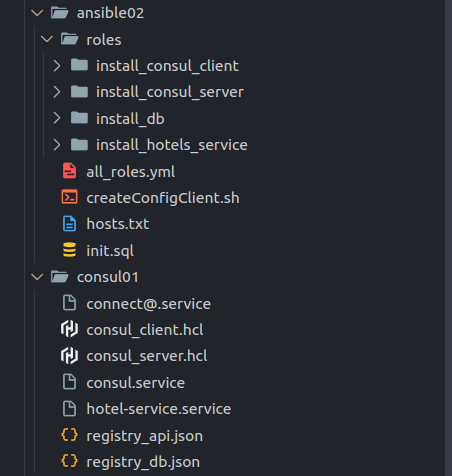 ansible02
roles
install_consul_client
install_consul_server
install_db
install_hotels_service
all_roles.yml
createConfigClient.sh
hosts.txt
init.sql
consul01
connect@.service
consul_client.hcl
consul_server.hcl
consul.service
hotel-service.service
registry_api.json
registry_db.json